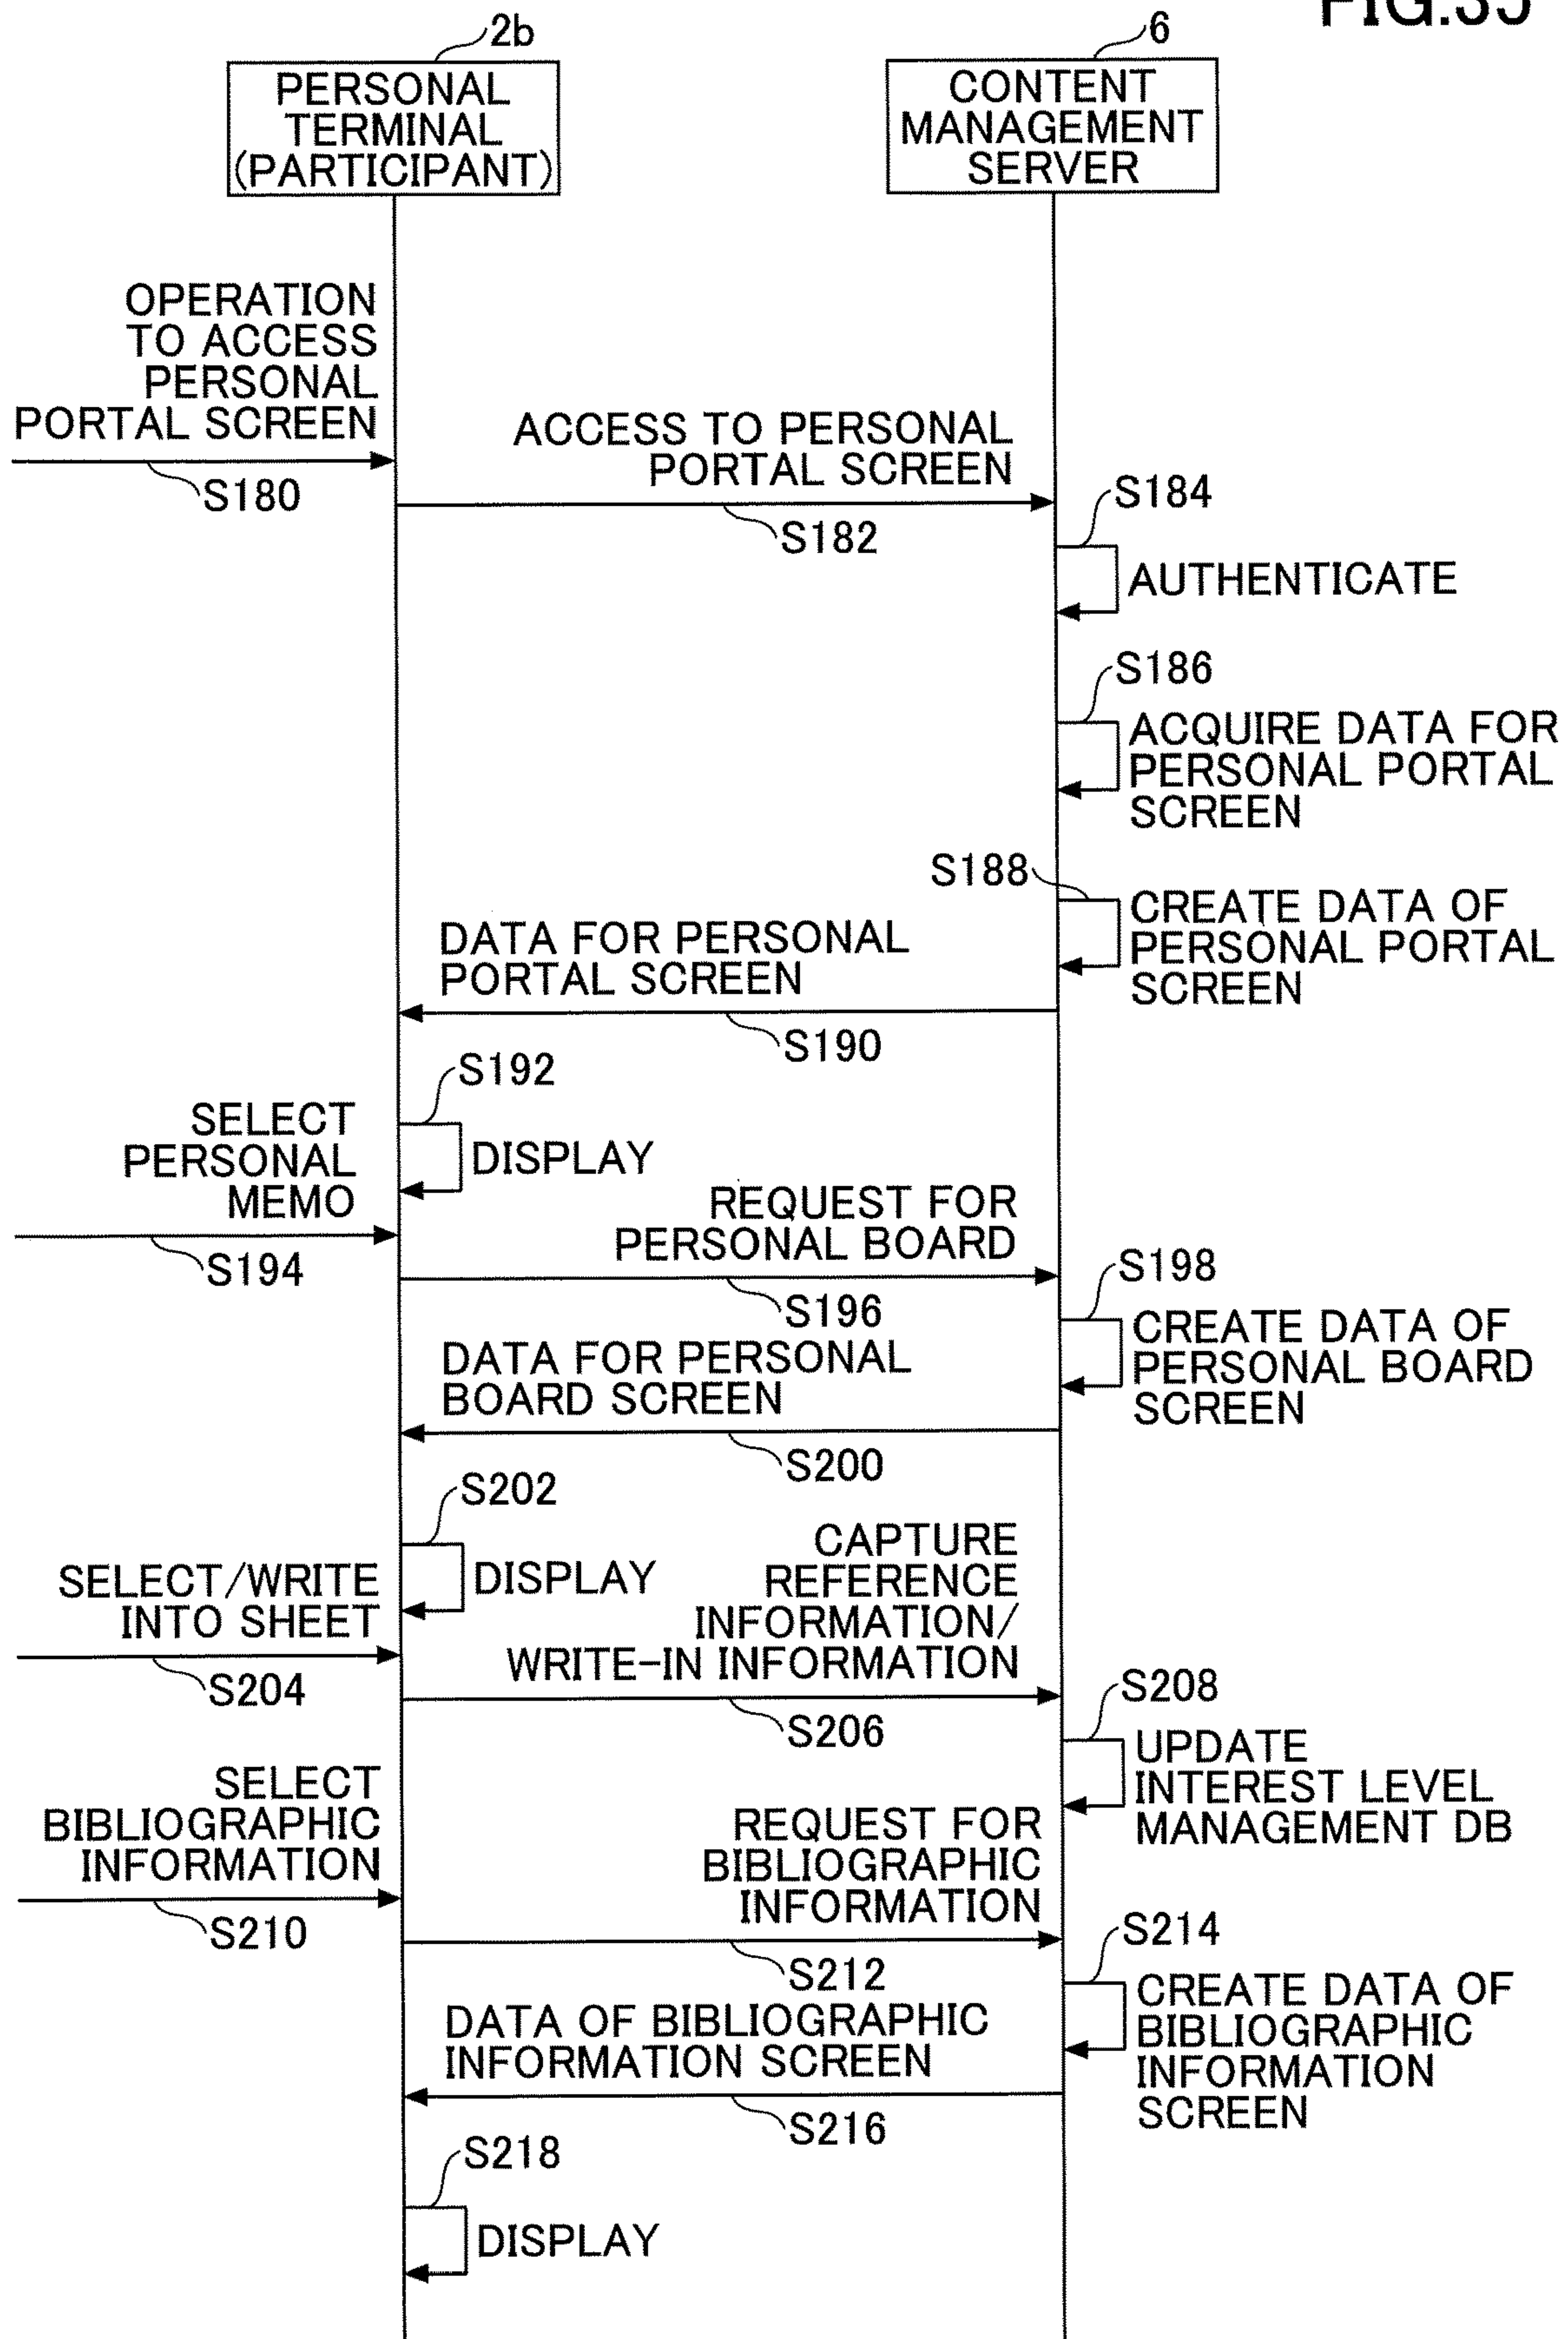 FIG.35
2b
PERSONAL
TERMINAL
(PARTICIPANT)
6
CONTENT
MANAGEMENT
SERVER
OPERATION
TO ACCESS
PERSONAL
PORTAL SCREEN
S180
ACCESS TO PERSONAL
PORTAL SCREEN
S182
S184
AUTHENTICATE
S186
ACQUIRE DATA FOR
PERSONAL PORTAL
SCREEN
S188
CREATE DATA OF
PERSONAL PORTAL
SCREEN
DATA FOR PERSONAL
PORTAL SCREEN
S190
S192
DISPLAY
SELECT
PERSONAL
MEMO
S194
REQUEST FOR
PERSONAL BOARD
S196
S198
CREATE DATA OF
PERSONAL BOARD
SCREEN
DATA FOR PERSONAL
BOARD SCREEN
S200
S202
DISPLAY
SELECT/WRITE
INTO SHEET
S204
CAPTURE
REFERENCE
INFORMATION/
WRITE-IN INFORMATION
S206
S208
UPDATE
INTEREST LEVEL
MANAGEMENT DB
SELECT
BIBLIOGRAPHIC
INFORMATION
S210
REQUEST FOR
BIBLIOGRAPHIC
INFORMATION
S212
S214
CREATE DATA OF
BIBLIOGRAPHIC
INFORMATION
SCREEN
DATA OF BIBLIOGRAPHIC
INFORMATION SCREEN
S216
S218
DISPLAY